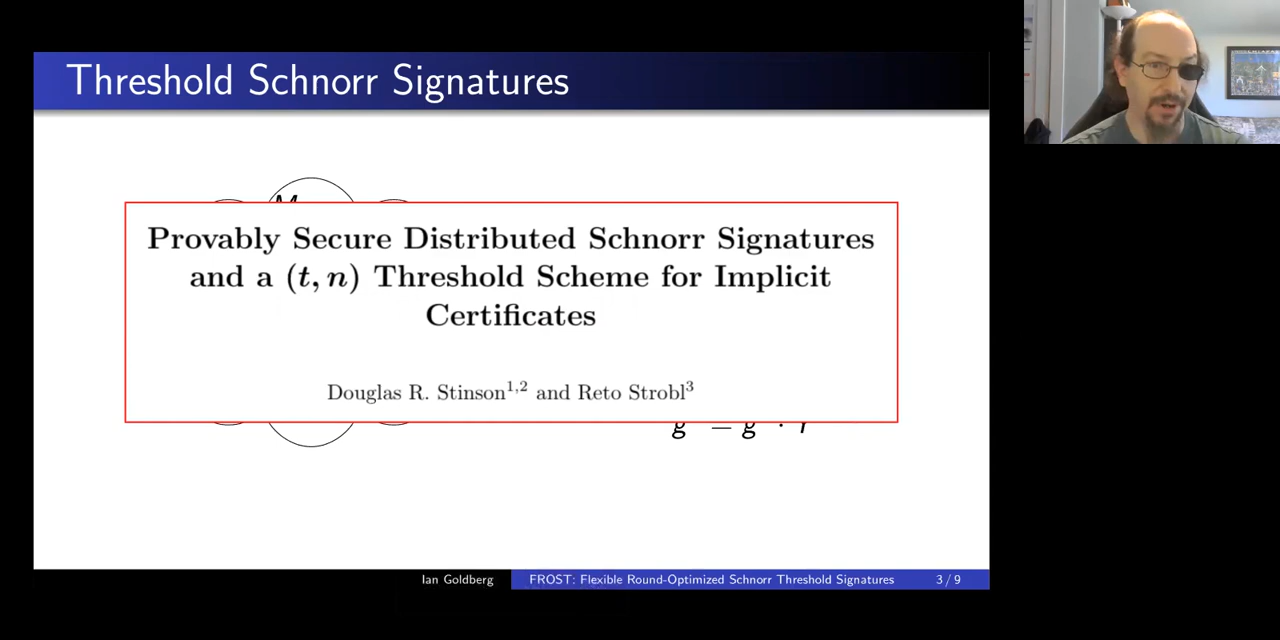 Threshold Schnorr Signatures
Provably Secure Distributed Schnorr Signatures
and a (t, n) Threshold Scheme for Implicit
Certificates
Douglas R. Stinson1,2 and Reto Strobl3
Ian Goldberg
FROST: Flexible Round-Optimized Schnorr Threshold Signatures
3 / 9